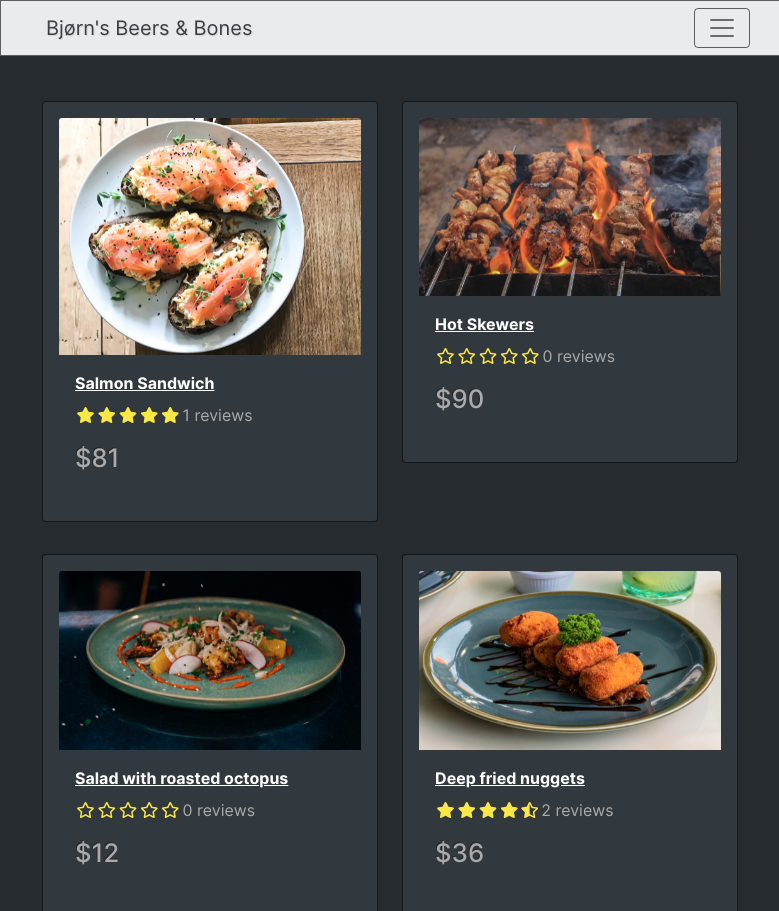 Bjørn's Beers & Bones
Salmon Sandwich
1 reviews
$81
Hot Skewers
0 reviews
$90
Salad with roasted octopus
0 reviews
$12
Deep fried nuggets
2 reviews
$36